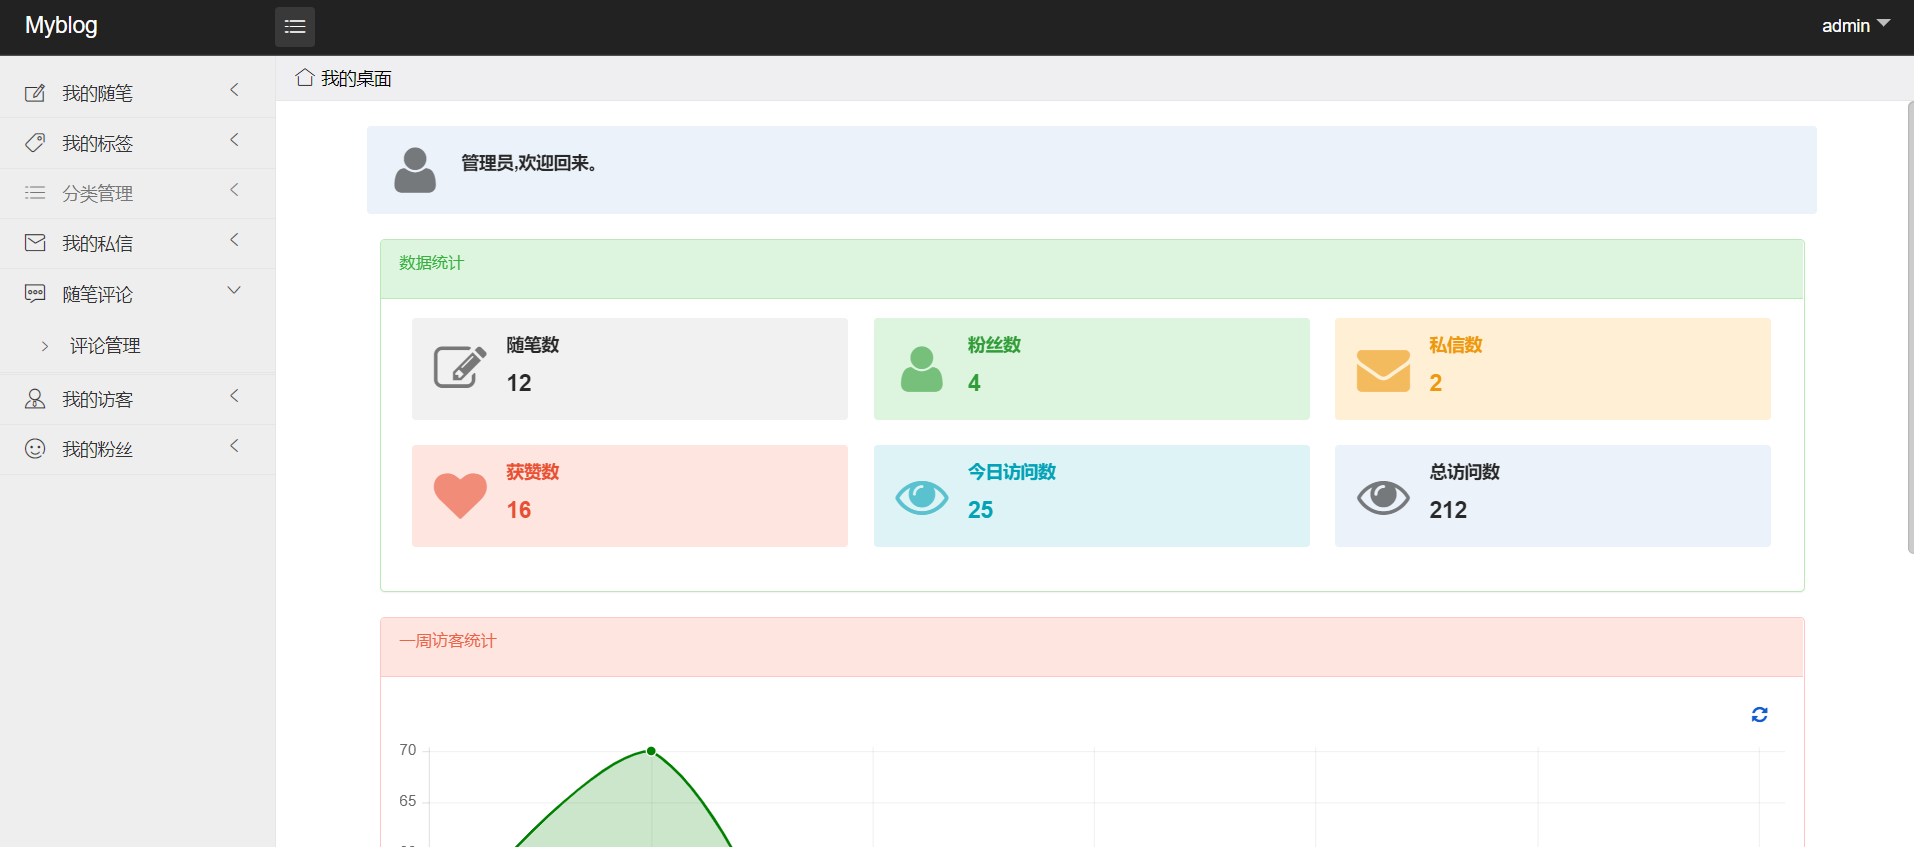 Myblog
admin
我的随笔
我的标签
分类管理
我的私信
随笔评论
评论管理
我的访客
我的粉丝
我的桌面
管理员,欢迎回来。
数据统计
随笔数
12
粉丝数
4
私信数
2
获赞数
16
今日访问数
25
总访问数
212
一周访客统计
70
65